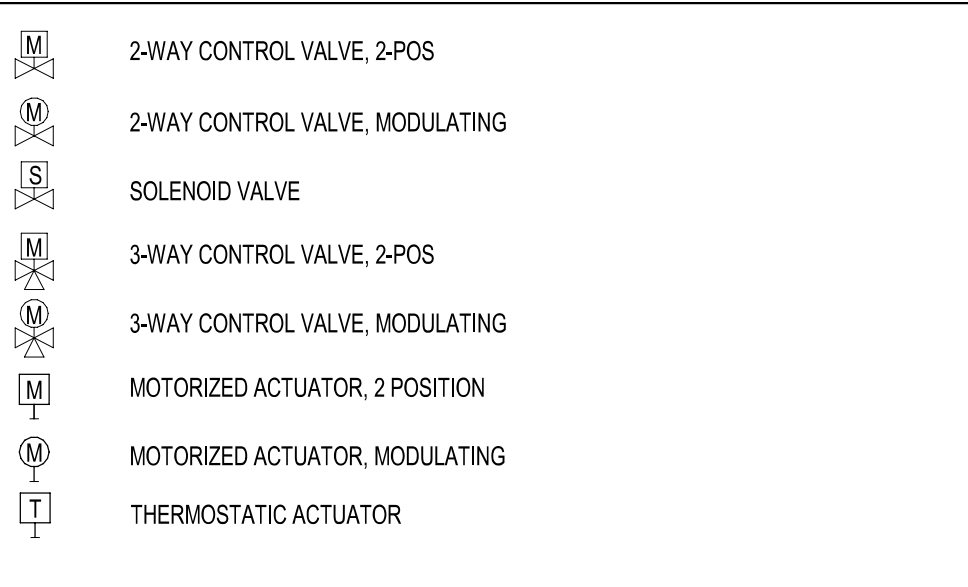 M 2-WAY CONTROL VALVE, 2-POS
M 2-WAY CONTROL VALVE, MODULATING
S SOLENOID VALVE
M 3-WAY CONTROL VALVE, 2-POS
M 3-WAY CONTROL VALVE, MODULATING
M MOTORIZED ACTUATOR, 2 POSITION
M MOTORIZED ACTUATOR, MODULATING
T THERMOSTATIC ACTUATOR